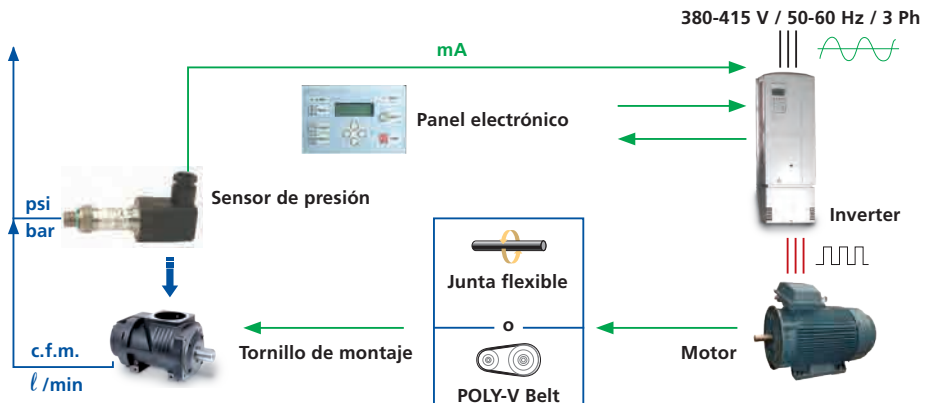 380-415 V / 50-60 Hz / 3 Ph
mA
Panel electrónico
Sensor de presión
psi
bar
Inverter
Junta flexible
o
POLY-V Belt
Tornillo de montaje
Motor
c.f.m.
ℓ /min